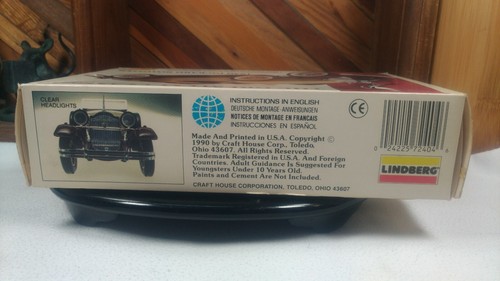 CLEAR
HEADLIGHTS
INSTRUCTIONS IN ENGLISH
DEUTSCHE MONTAGE-ANWEISUNGEN
NOTICES DE MONTAGE EN FRANCAIS
INSTRUCCIONES EN ESPAÑOL
Made And Printed in U.S.A. Copyright ©
1990 by Craft House Corp., Toledo,
Ohio 43607. All Rights Reserved.
Trademark Registered in U.S.A. And Foreign
Countries. Adult Guidance Is Suggested For
Youngsters Under 10 Years Old.
Paints and Cement Are Not Included.
CRAFT HOUSE CORPORATION, TOLEDO, OHIO 43607
CE
0 24225 72404
LINDBERG